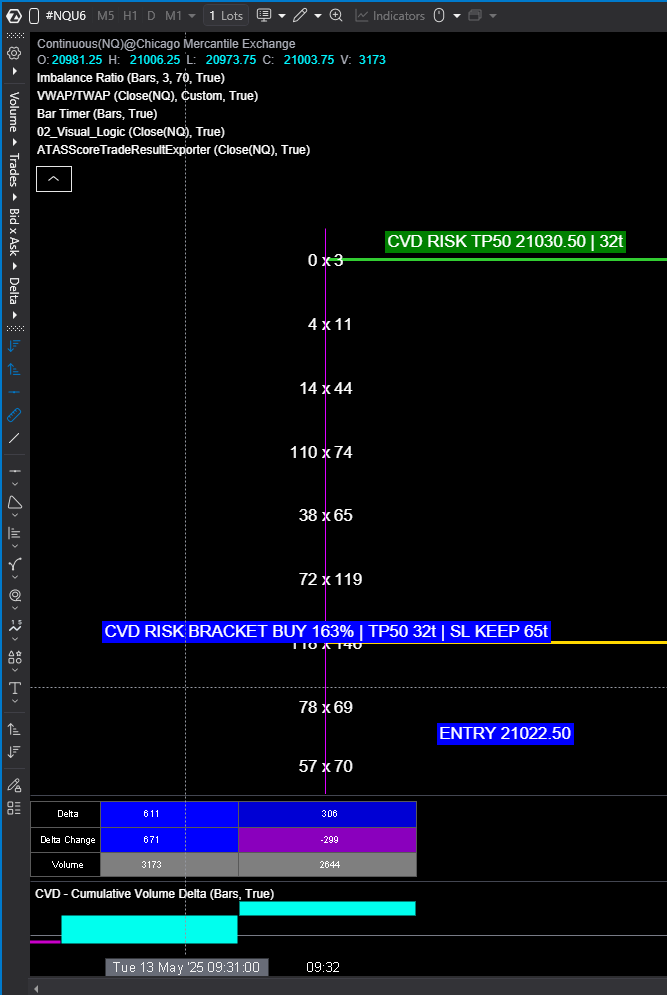 #NQU6 M5 H1 D M1 1 Lots Indicators
Continuous(NQ)@Chicago Mercantile Exchange
O: 20981.25 H: 21006.25 L: 20973.75 C: 21003.75 V: 3173
Imbalance Ratio (Bars, 3, 70, True)
VWAP/TWAP (Close(NQ), Custom, True)
Bar Timer (Bars, True)
02_Visual_Logic (Close(NQ), True)
ATASScoreTradeResultExporter (Close(NQ), True)
Volume
Trades
Bid x Ask
Delta
CVD RISK TP50 21030.50 | 32t
0 x 3
4 x 11
14 x 44
110 x 74
38 x 65
72 x 119
CVD RISK BRACKET BUY 163% | TP50 32t | SL KEEP 65t
118 x 140
78 x 69
ENTRY 21022.50
57 x 70
Delta 611 306
Delta Change 671 -299
Volume 3173 2644
CVD - Cumulative Volume Delta (Bars, True)
Tue 13 May '25 09:31:00 09:32